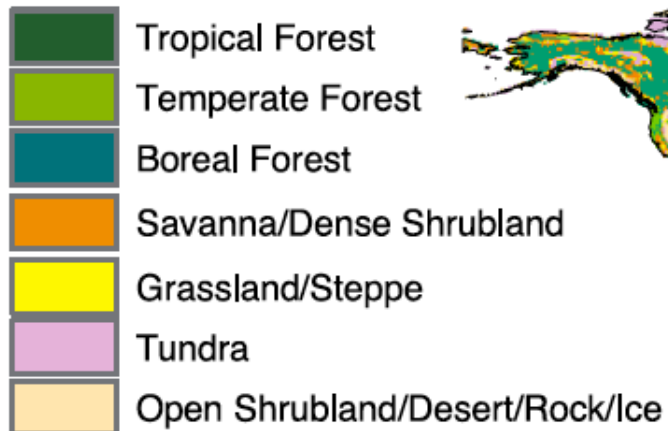 Tropical Forest
Temperate Forest
Boreal Forest
Savanna/Dense Shrubland
Grassland/Steppe
Tundra
Open Shrubland/Desert/Rock/Ice